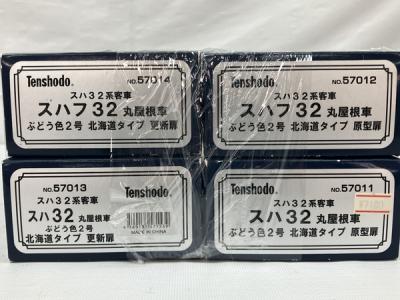 Tenshodo. NO.57014
スハ32系客車
スハフ32 丸屋根車
ぶどう色2号 北海道タイプ 更新扉
Tenshodo. NO.57012
スハ32系客車
スハフ32 丸屋根車
ぶどう色2号 北海道タイプ 原型扉
NO.57013 Tenshodo.
スハ32系客車
スハ32 丸屋根車
ぶどう色2号
北海道タイプ 更新扉
MADE IN CHINA
Tenshodo. NO.57011
スハ32系客車
スハ32 丸屋根車
ぶどう色2号 北海道タイプ 原型扉